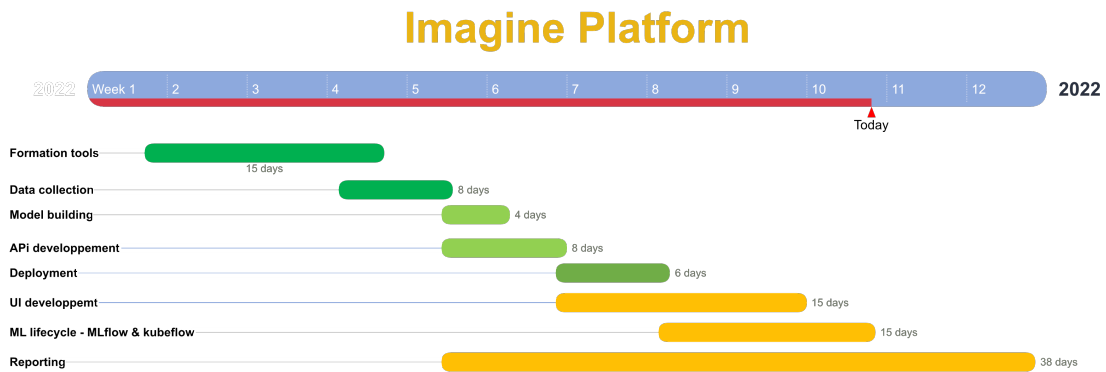 Imagine Platform
2022 Week 1 2 3 4 5 6 7 8 9 10 11 12 2022
Today
Formation tools
15 days
Data collection 8 days
Model building 4 days
APi developpement 8 days
Deployment 6 days
UI developpemt 15 days
ML lifecycle - MLflow & kubeflow 15 days
Reporting 38 days